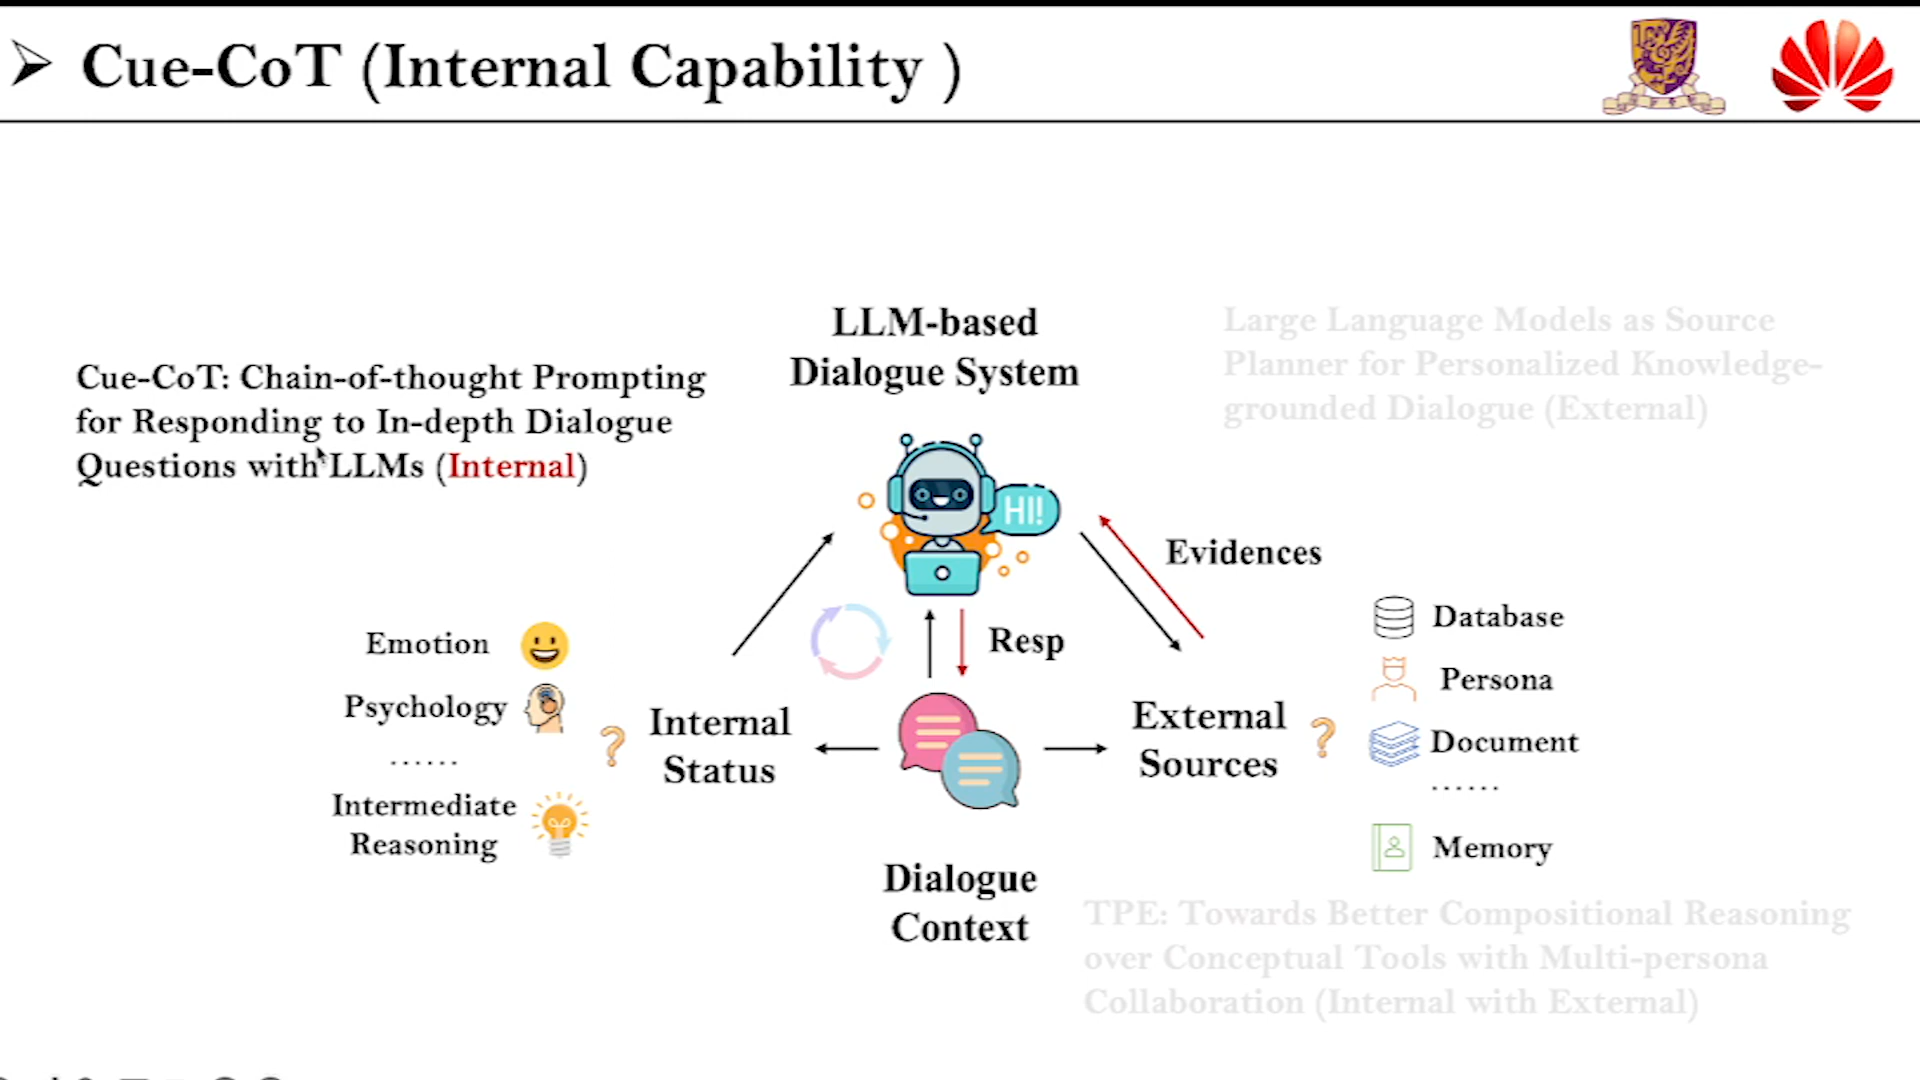 Cue-CoT (Internal Capability )
LLM-based
Dialogue System
Cue-CoT: Chain-of-thought Prompting
for Responding to In-depth Dialogue
Questions with LLMs (Internal)
Large Language Models as Source
Planner for Personalized Knowledge-
grounded Dialogue (External)
HI!
Evidences
Resp
Emotion
Psychology
......
Intermediate
Reasoning
?
Internal
Status
External
Sources
?
Database
Persona
Document
......
Memory
Dialogue
Context
TPE: Towards Better Compositional Reasoning
over Conceptual Tools with Multi-persona
Collaboration (Internal with External)